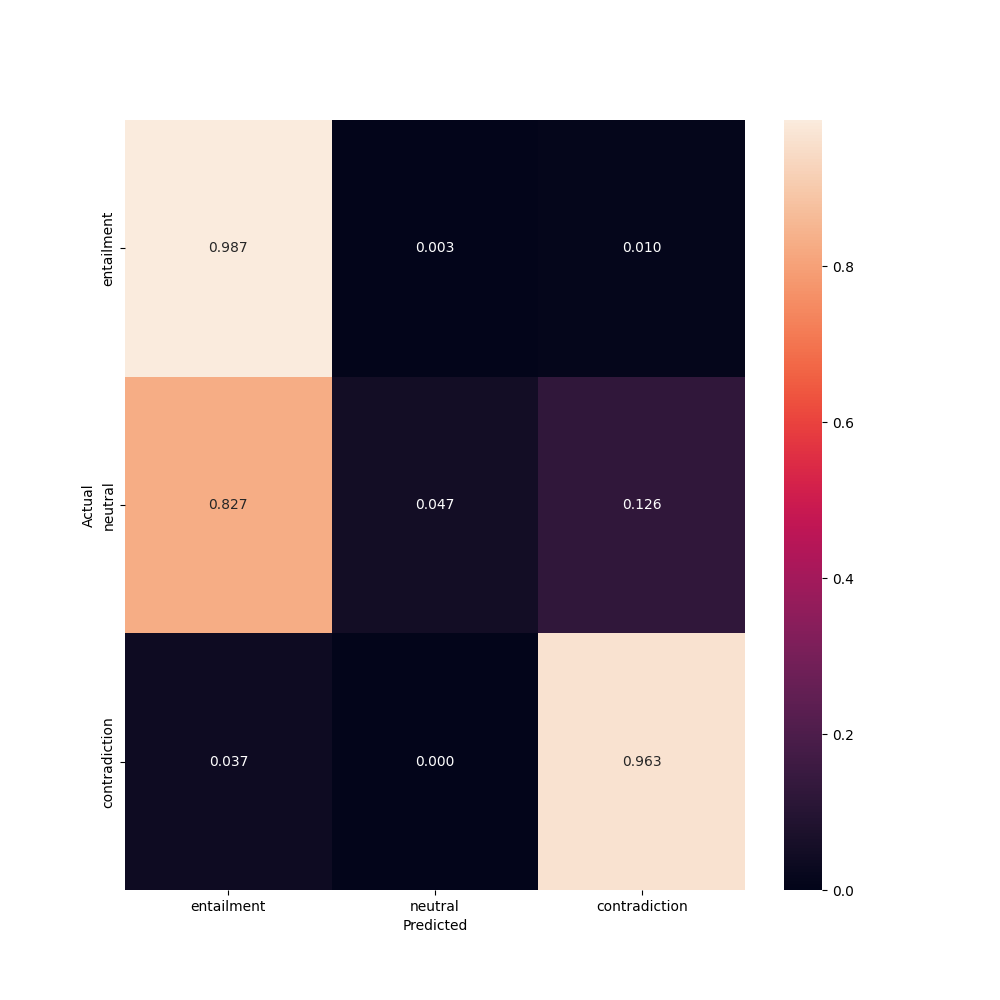 entailment
0.987
0.003
0.010
0.8
0.6
Actual
neutral
0.827
0.047
0.126
0.4
0.2
contradiction
0.037
0.000
0.963
0.0
entailment
neutral
contradiction
Predicted